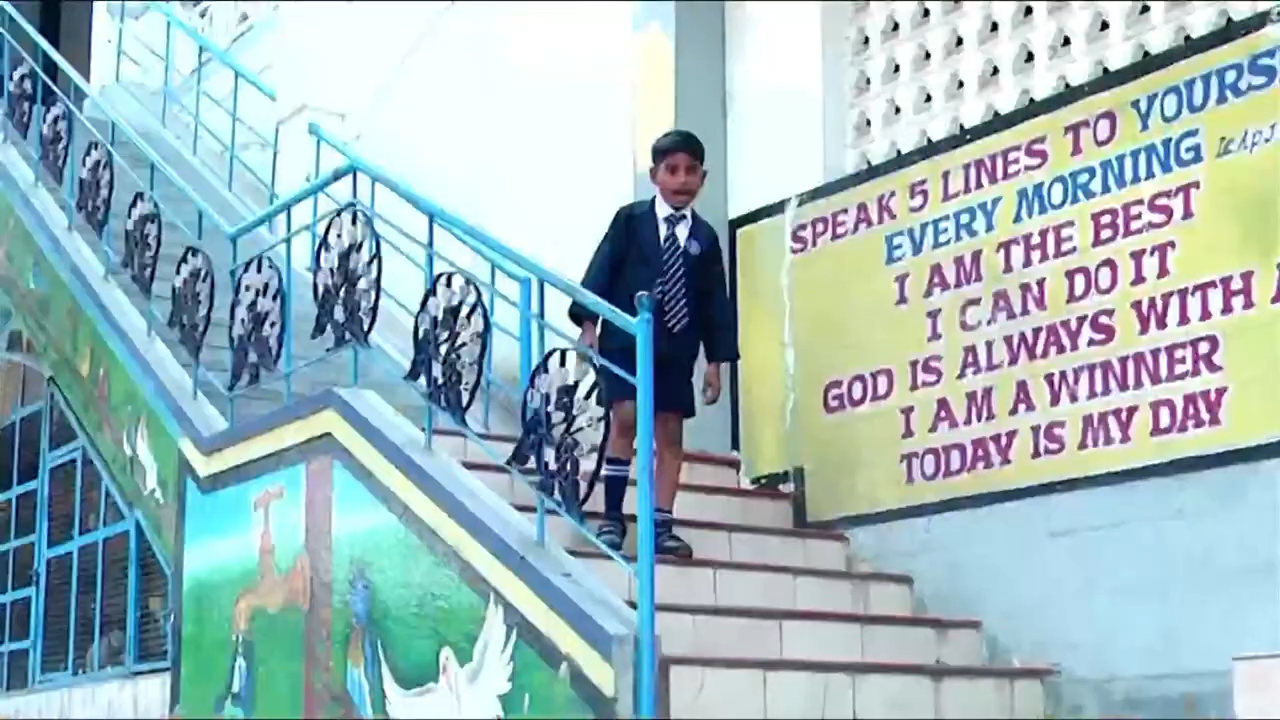 SPEAK 5 LINES TO YOURS
EVERY MORNING
I AM THE BEST
I CAN DO IT
GOD IS ALWAYS WITH
I AM A WINNER
TODAY IS MY DAY